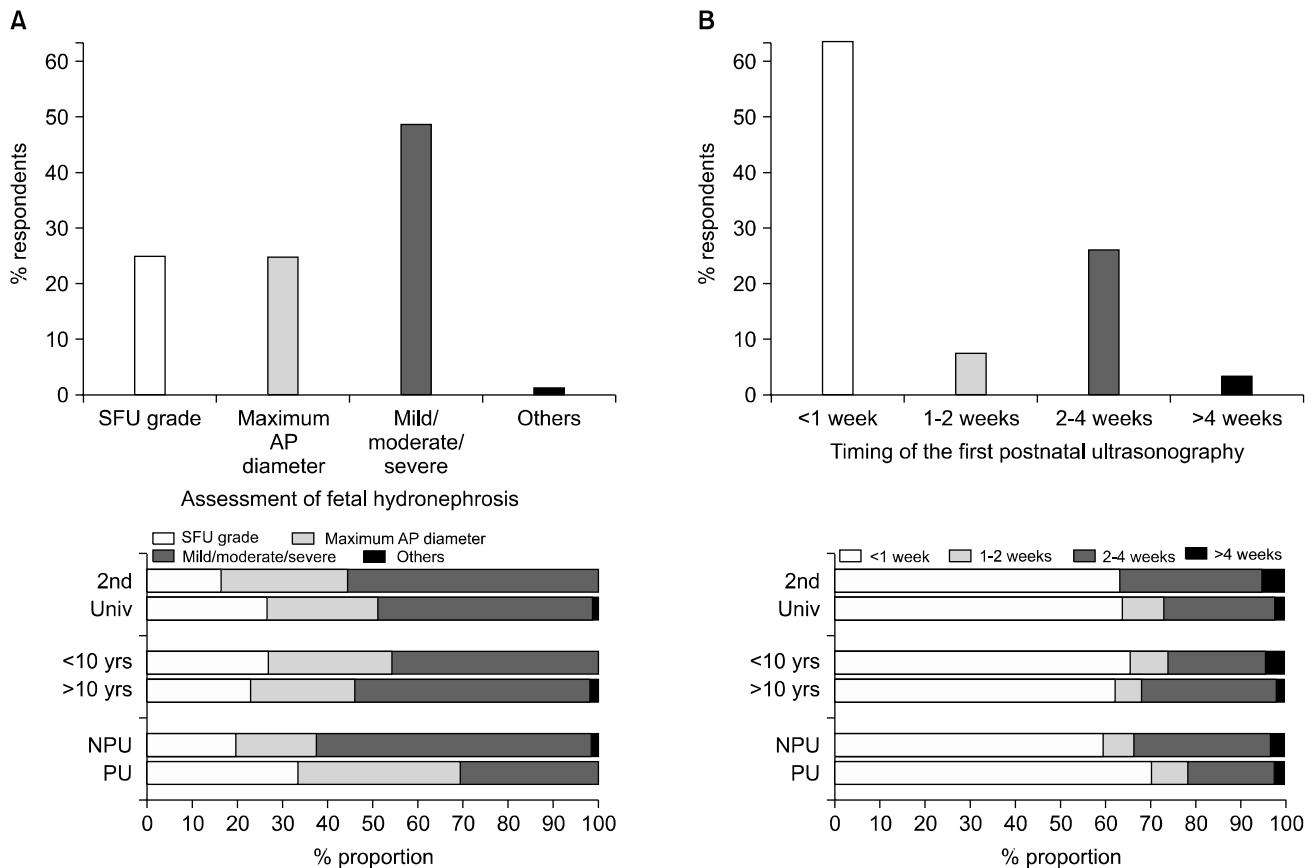 A
60
50
40
30
20
10
0
% respondents
SFU grade
Maximum
AP
diameter
Mild/
moderate/
severe
Others
Assessment of fetal hydronephrosis
SFU grade
Maximum AP diameter
Mild/moderate/severe
Others
2nd
Univ
<10 yrs
>10 yrs
NPU
PU
0 10 20 30 40 50 60 70 80 90 100
% proportion
B
60
50
40
30
20
10
0
% respondents
<1 week
1-2 weeks
2-4 weeks
>4 weeks
Timing of the first postnatal ultrasonography
<1 week
1-2 weeks
2-4 weeks
>4 weeks
2nd
Univ
<10 yrs
>10 yrs
NPU
PU
0 10 20 30 40 50 60 70 80 90 100
% proportion